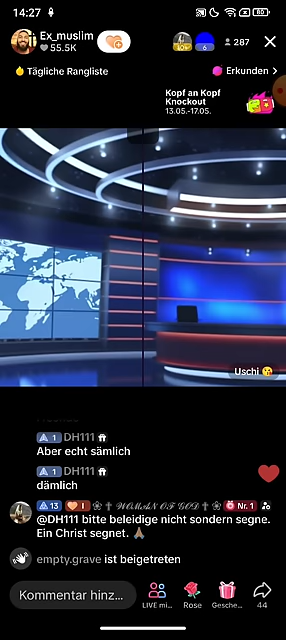 14:27
80
Ex_muslim
55.5K
287
Tägliche Rangliste
Erkunden >
Kopf an Kopf
Knockout
13.05.-17.05.
Uschi 😘
1 DH111
Aber echt sämlich
1 DH111
dämlich
13 I ❀ ✝ 𝒲𝒪𝑀𝒜𝒩 𝒪𝐹 𝒢𝒪𝒟 ✝ ❀ Nr. 1
@DH111 bitte beleidige nicht sondern segne.
Ein Christ segnet. 🙏🏽
empty.grave ist beigetreten
Kommentar hinz...
LIVE mi...
Rose
Gesche...
44